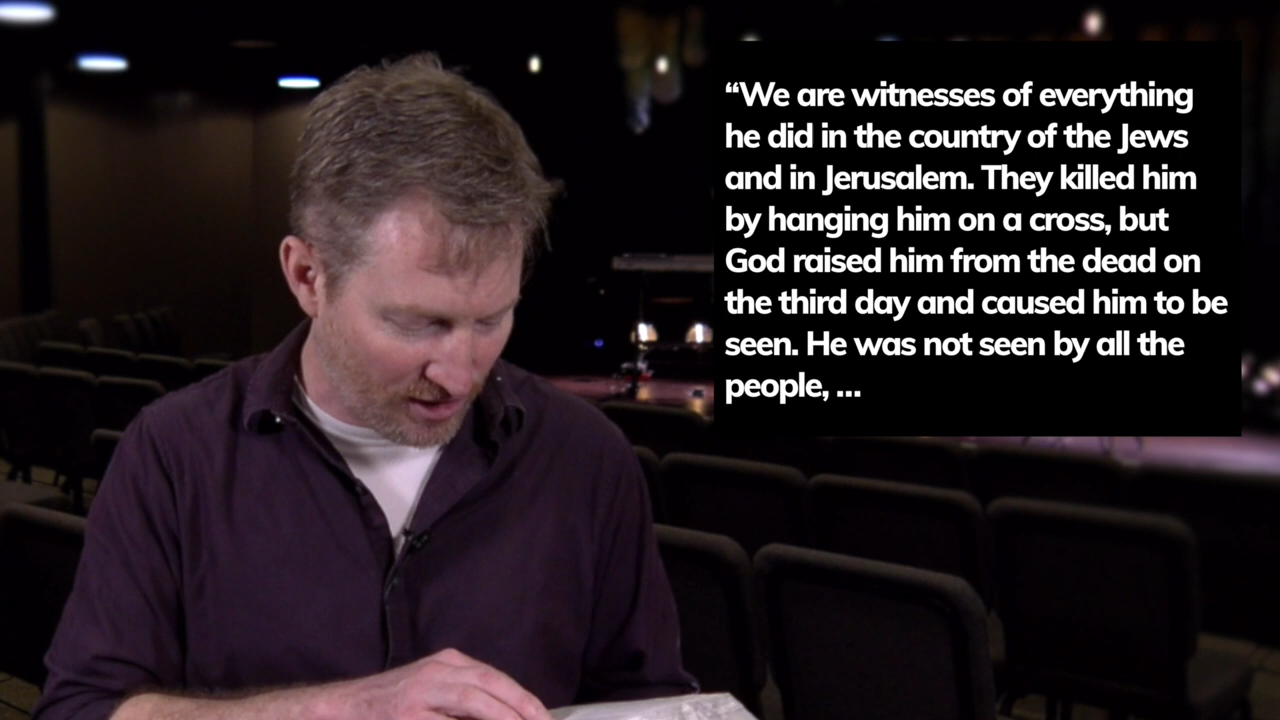 “We are witnesses of everything
he did in the country of the Jews
and in Jerusalem. They killed him
by hanging him on a cross, but
God raised him from the dead on
the third day and caused him to be
seen. He was not seen by all the
people, ...